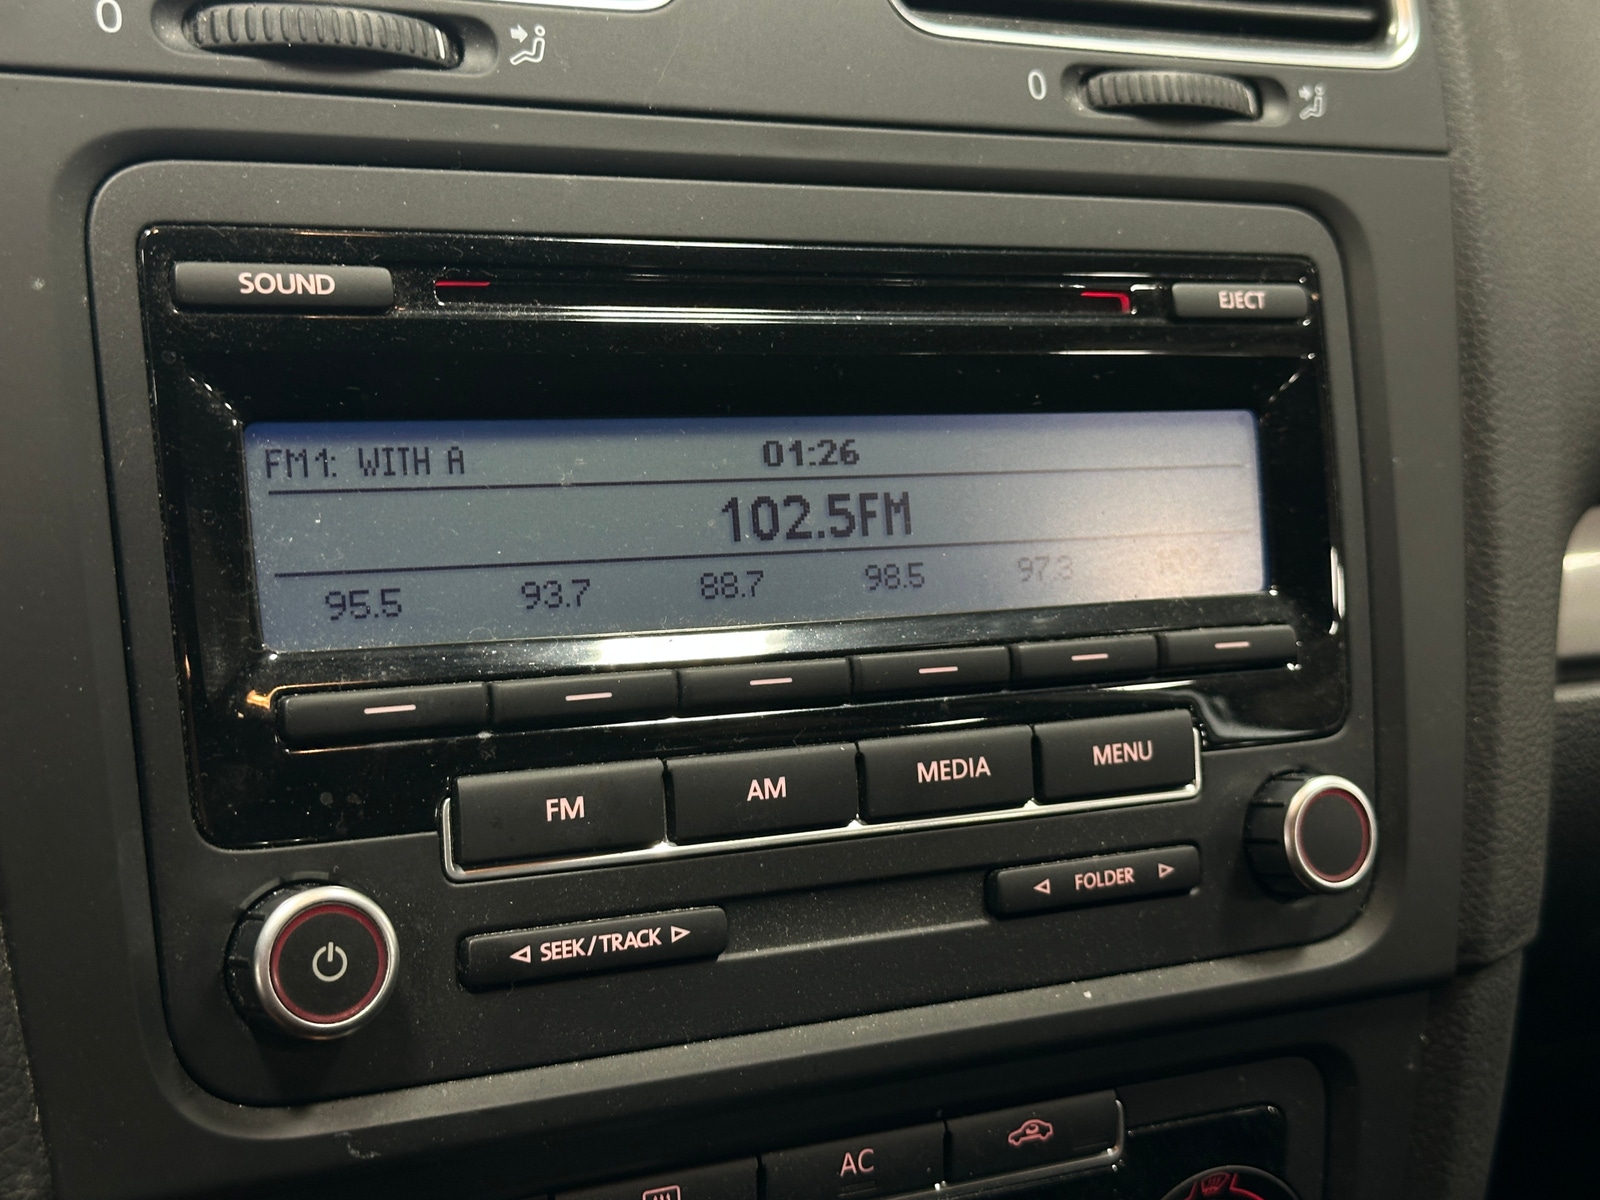 0
0
SOUND
EJECT
FM1: WITH A 01:26
102.5FM
95.5 93.7 88.7 98.5 97.3
FM AM MEDIA MENU
FOLDER
SEEK/TRACK
AC